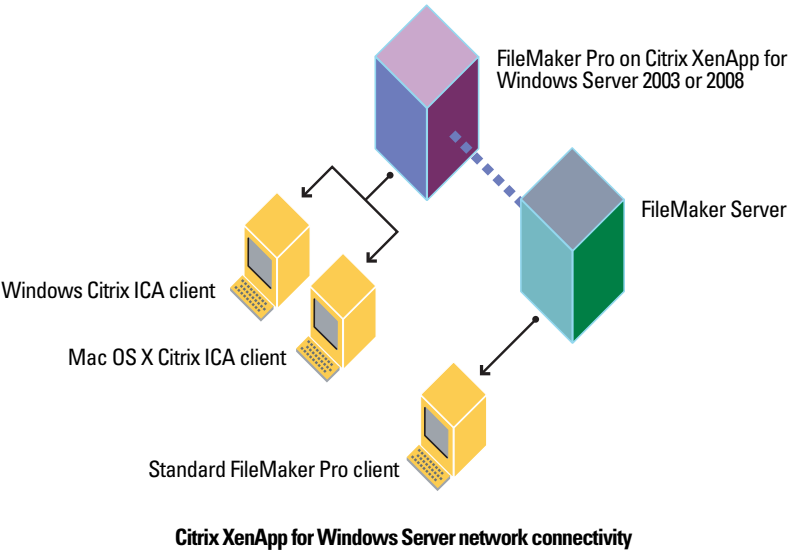 FileMaker Pro on Citrix XenApp for
Windows Server 2003 or 2008
FileMaker Server
Windows Citrix ICA client
Mac OS X Citrix ICA client
Standard FileMaker Pro client
Citrix XenApp for Windows Server network connectivity